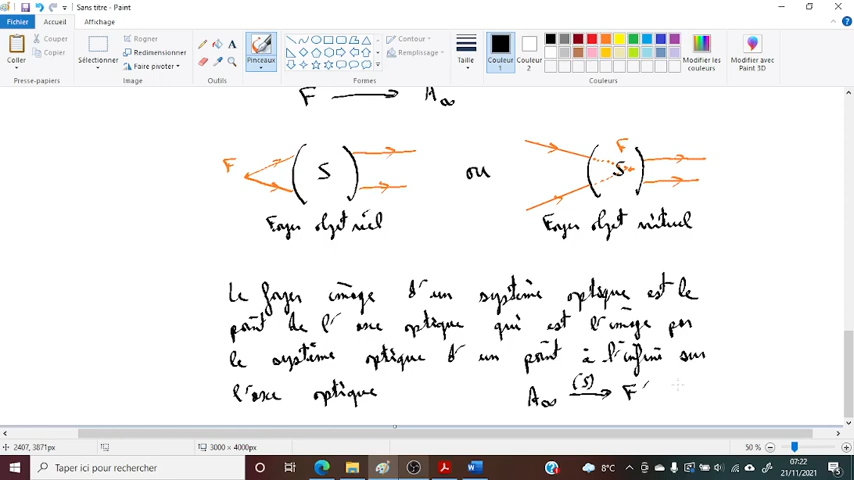 Sans titre - Paint
Fichier Accueil Affichage
Coller
Couper
Copier
Presse-papiers
Sélectionner
Rogner
Redimensionner
Faire pivoter
Image
Outils
Pinceaux
Contour
Remplissage
Formes
Taille
Couleur 1
Couleur 2
Modifier les couleurs
Modifier avec Paint 3D
Couleurs
F → A∞
F S ou F S
Foyer objet réel Foyer objet virtuel
Le foyer image d'un système optique est le
point de l'axe optique qui est l'image par
le système optique d'un point à l'infini sur
l'axe optique A∞ (S) → F'
2407, 3871px 3000 × 4000px 50 %
Taper ici pour rechercher 8°C 07:22
21/11/2021